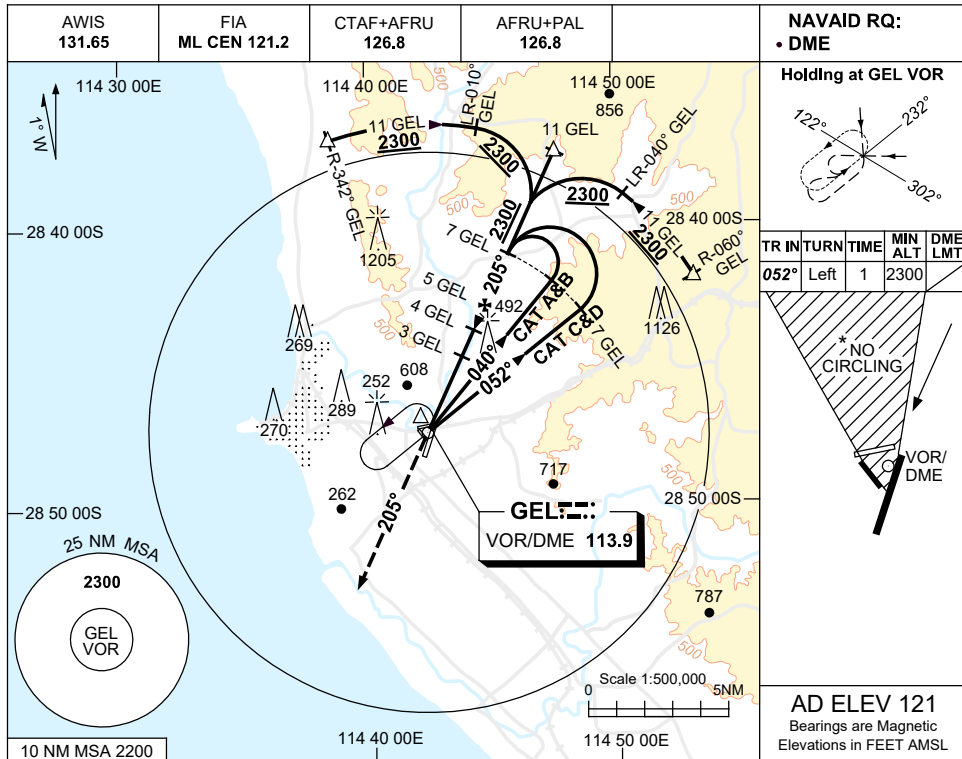 AWIS
131.65
FIA
ML CEN 121.2
CTAF+AFRU
126.8
AFRU+PAL
126.8
NAVAID RQ:
• DME
Holding at GEL VOR
122°
232°
302°
TR IN TURN TIME MIN ALT DME LMT
052° Left 1 2300
* NO
CIRCLING
VOR/
DME
AD ELEV 121
Bearings are Magnetic
Elevations in FEET AMSL
114 30 00E
114 40 00E
114 50 00E
1° W
500
500
856
11 GEL
2300
R-342° GEL
LR-010°
GEL
11 GEL
2300
LR-040° GEL
2300
11 GEL
2300
R-060°
GEL
500
500
28 40 00S
28 40 00S
1205
7 GEL
2300
205°
5 GEL
4 GEL
3 GEL
492
CAT A&B
CAT C&D
040°
052°
7 GEL
1126
500
269
608
252
289
270
717
500
262
28 50 00S
28 50 00S
205°
GEL
VOR/DME 113.9
787
500
25 NM MSA
2300
GEL
VOR
Scale 1:500,000
0 5NM
10 NM MSA 2200
114 40 00E
114 50 00E